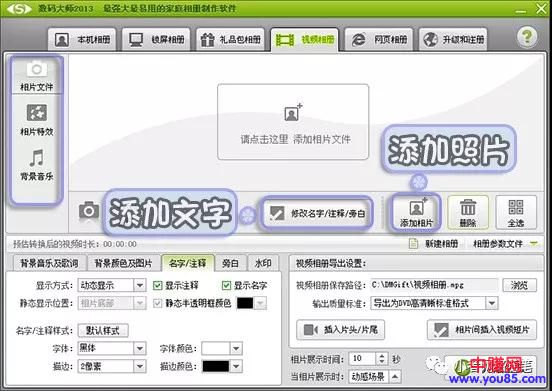 数码大师2013 最强大最易用的家庭相册制作软件
本机相册 锁屏相册 礼品包相册 视频相册 网页相册 升级和注册
相片文件
相片特效
背景音乐
请点击这里 添加相片文件
添加照片
添加文字
修改名字/注释/旁白
添加相片 删除 全选
预估转换后的视频时长: 00:00:00
新建相册 相册参数文件
背景音乐及歌词 背景颜色及图片 名字/注释 旁白 水印
显示方式: 动态显示 显示注释 显示名字
静态显示位置: 相片底部 静态半透明框颜色
名字/注释样式: 默认样式
字体: 黑体 字体颜色:
描边: 2像素 描边颜色:
视频相册导出设置:
视频相册保存路径: C:\DMGift\视频相册.mpg 浏览
输出质量标准: 导出为DVD高清晰标准格式
插入片头/片尾 相片间插入视频短片
相片展示时间: 10 秒
当相片展示时: 动感场景
中赚网
www.you85.com